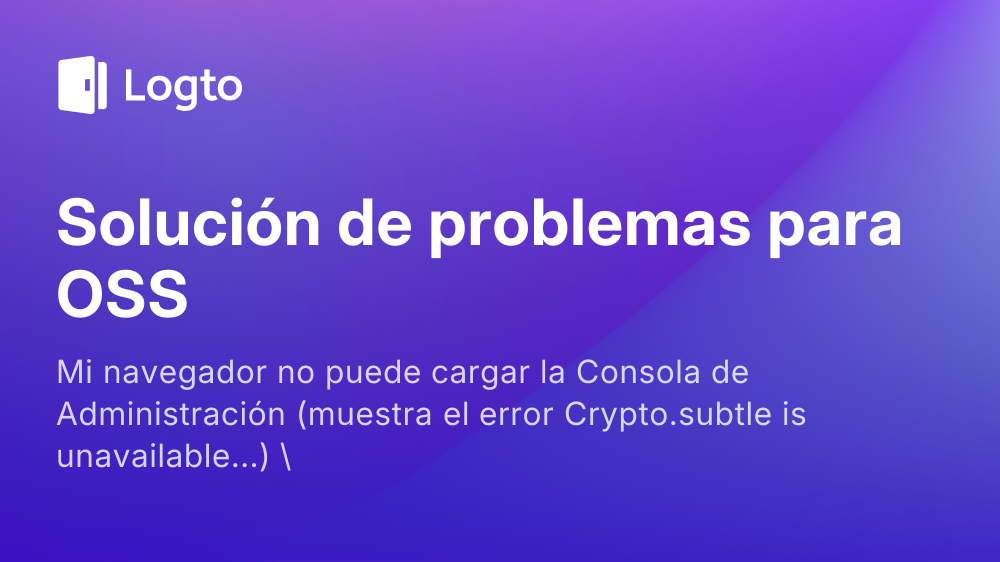 Logto
Solución de problemas para
OSS
Mi navegador no puede cargar la Consola de
Administración (muestra el error Crypto.subtle is
unavailable...) \